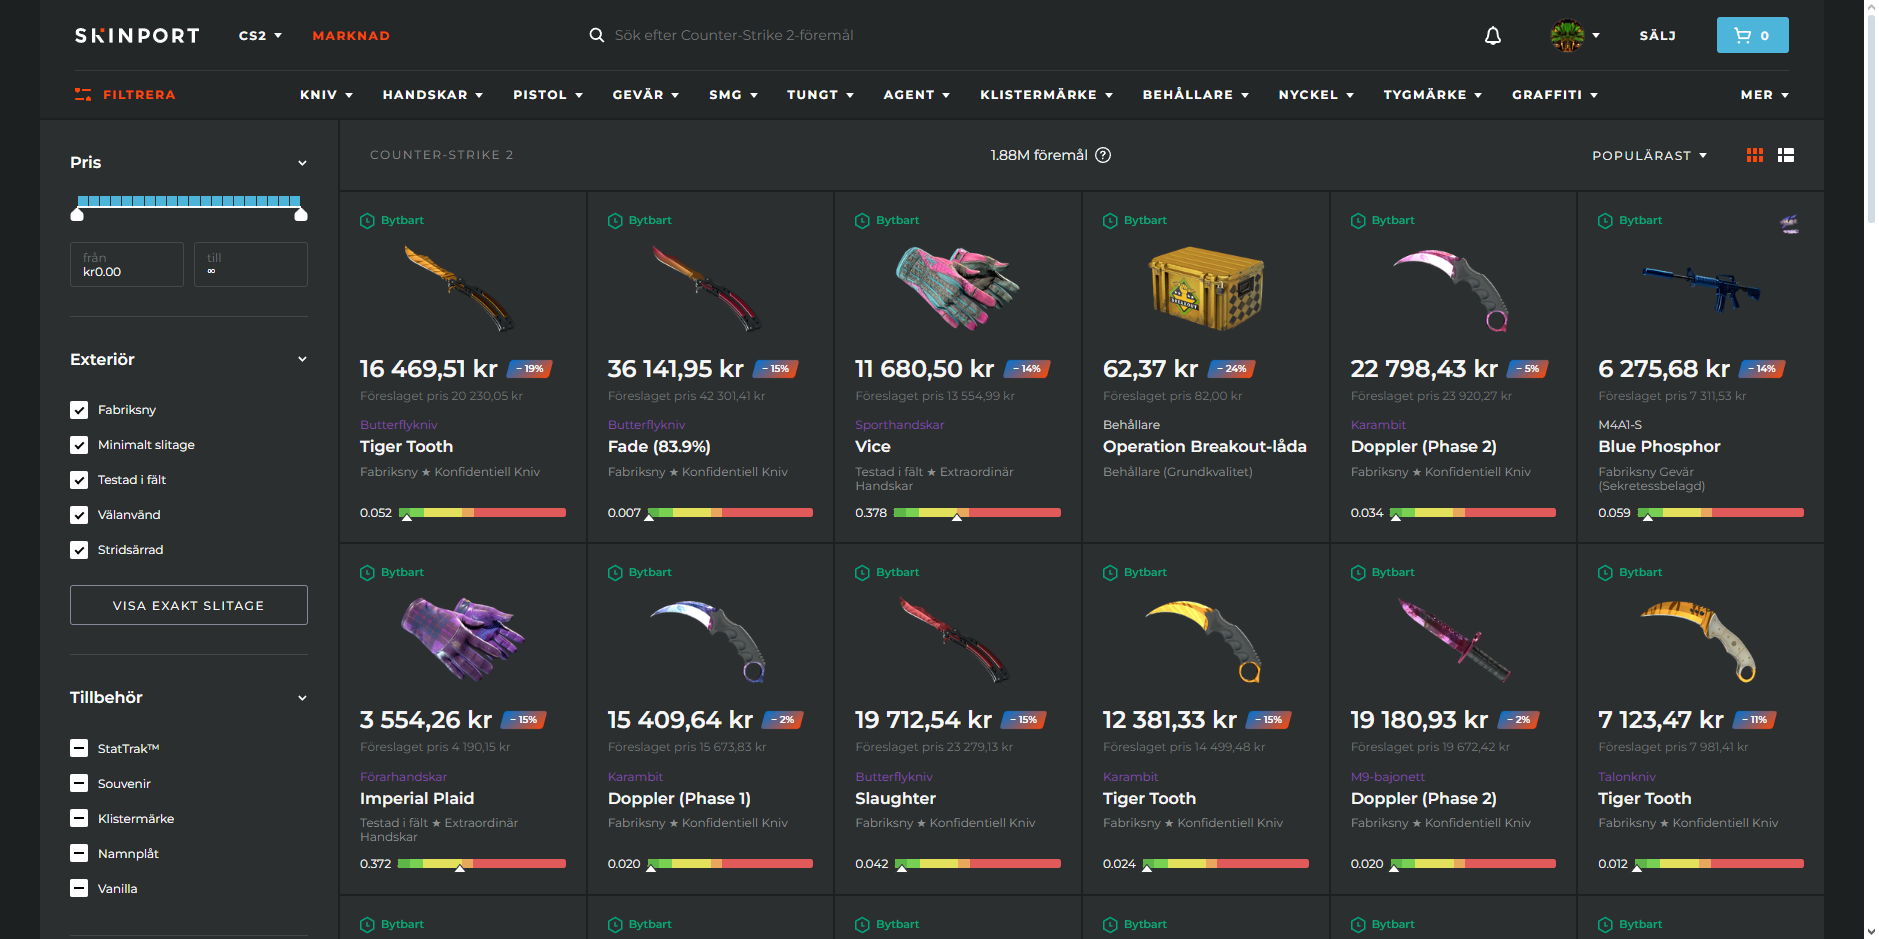 SKINPORT
CS2
MARKNAD
Sök efter Counter-Strike 2-föremål
SÄLJ
0
FILTRERA
KNIV
HANDSKAR
PISTOL
GEVÄR
SMG
TUNGT
AGENT
KLISTERMÄRKE
BEHÅLLARE
NYCKEL
TYGMÄRKE
GRAFFITI
MER
Pris
från
kr0.00
till
∞
Exteriör
Fabriksny
Minimalt slitage
Testad i fält
Välanvänd
Stridsärrad
VISA EXAKT SLITAGE
Tillbehör
StatTrak™
Souvenir
Klistermärke
Namnplåt
Vanilla
COUNTER-STRIKE 2
1.88M föremål ?
POPULÄRAST
Bytbart
16 469,51 kr
− 19%
Föreslaget pris 20 230,05 kr
Butterflykniv
Tiger Tooth
Fabriksny ★ Konfidentiell Kniv
0.052
Bytbart
36 141,95 kr
− 15%
Föreslaget pris 42 301,41 kr
Butterflykniv
Fade (83.9%)
Fabriksny ★ Konfidentiell Kniv
0.007
Bytbart
11 680,50 kr
− 14%
Föreslaget pris 13 554,99 kr
Sporthandskar
Vice
Testad i fält ★ Extraordinär
Handskar
0.378
Bytbart
BREAKOUT
62,37 kr
− 24%
Föreslaget pris 82,00 kr
Behållare
Operation Breakout-låda
Behållare (Grundkvalitet)
Bytbart
22 798,43 kr
− 5%
Föreslaget pris 23 920,27 kr
Karambit
Doppler (Phase 2)
Fabriksny ★ Konfidentiell Kniv
0.034
Bytbart
6 275,68 kr
− 14%
Föreslaget pris 7 311,53 kr
M4A1-S
Blue Phosphor
Fabriksny Gevär
(Sekretessbelagd)
0.059
Bytbart
3 554,26 kr
− 15%
Föreslaget pris 4 190,15 kr
Förarhandskar
Imperial Plaid
Testad i fält ★ Extraordinär
Handskar
0.372
Bytbart
15 409,64 kr
− 2%
Föreslaget pris 15 673,83 kr
Karambit
Doppler (Phase 1)
Fabriksny ★ Konfidentiell Kniv
0.020
Bytbart
19 712,54 kr
− 15%
Föreslaget pris 23 279,13 kr
Butterflykniv
Slaughter
Fabriksny ★ Konfidentiell Kniv
0.042
Bytbart
12 381,33 kr
− 15%
Föreslaget pris 14 499,48 kr
Karambit
Tiger Tooth
Fabriksny ★ Konfidentiell Kniv
0.024
Bytbart
19 180,93 kr
− 2%
Föreslaget pris 19 672,42 kr
M9-bajonett
Doppler (Phase 2)
Fabriksny ★ Konfidentiell Kniv
0.020
Bytbart
7 123,47 kr
− 11%
Föreslaget pris 7 981,41 kr
Talonkniv
Tiger Tooth
Fabriksny ★ Konfidentiell Kniv
0.012
Bytbart
Bytbart
Bytbart
Bytbart
Bytbart
Bytbart